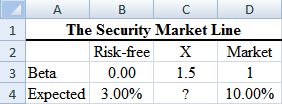 A B C D
1 The Security Market Line
2 Risk-free X Market
3 Beta 0.00 1.5 1
4 Expected 3.00% ? 10.00%